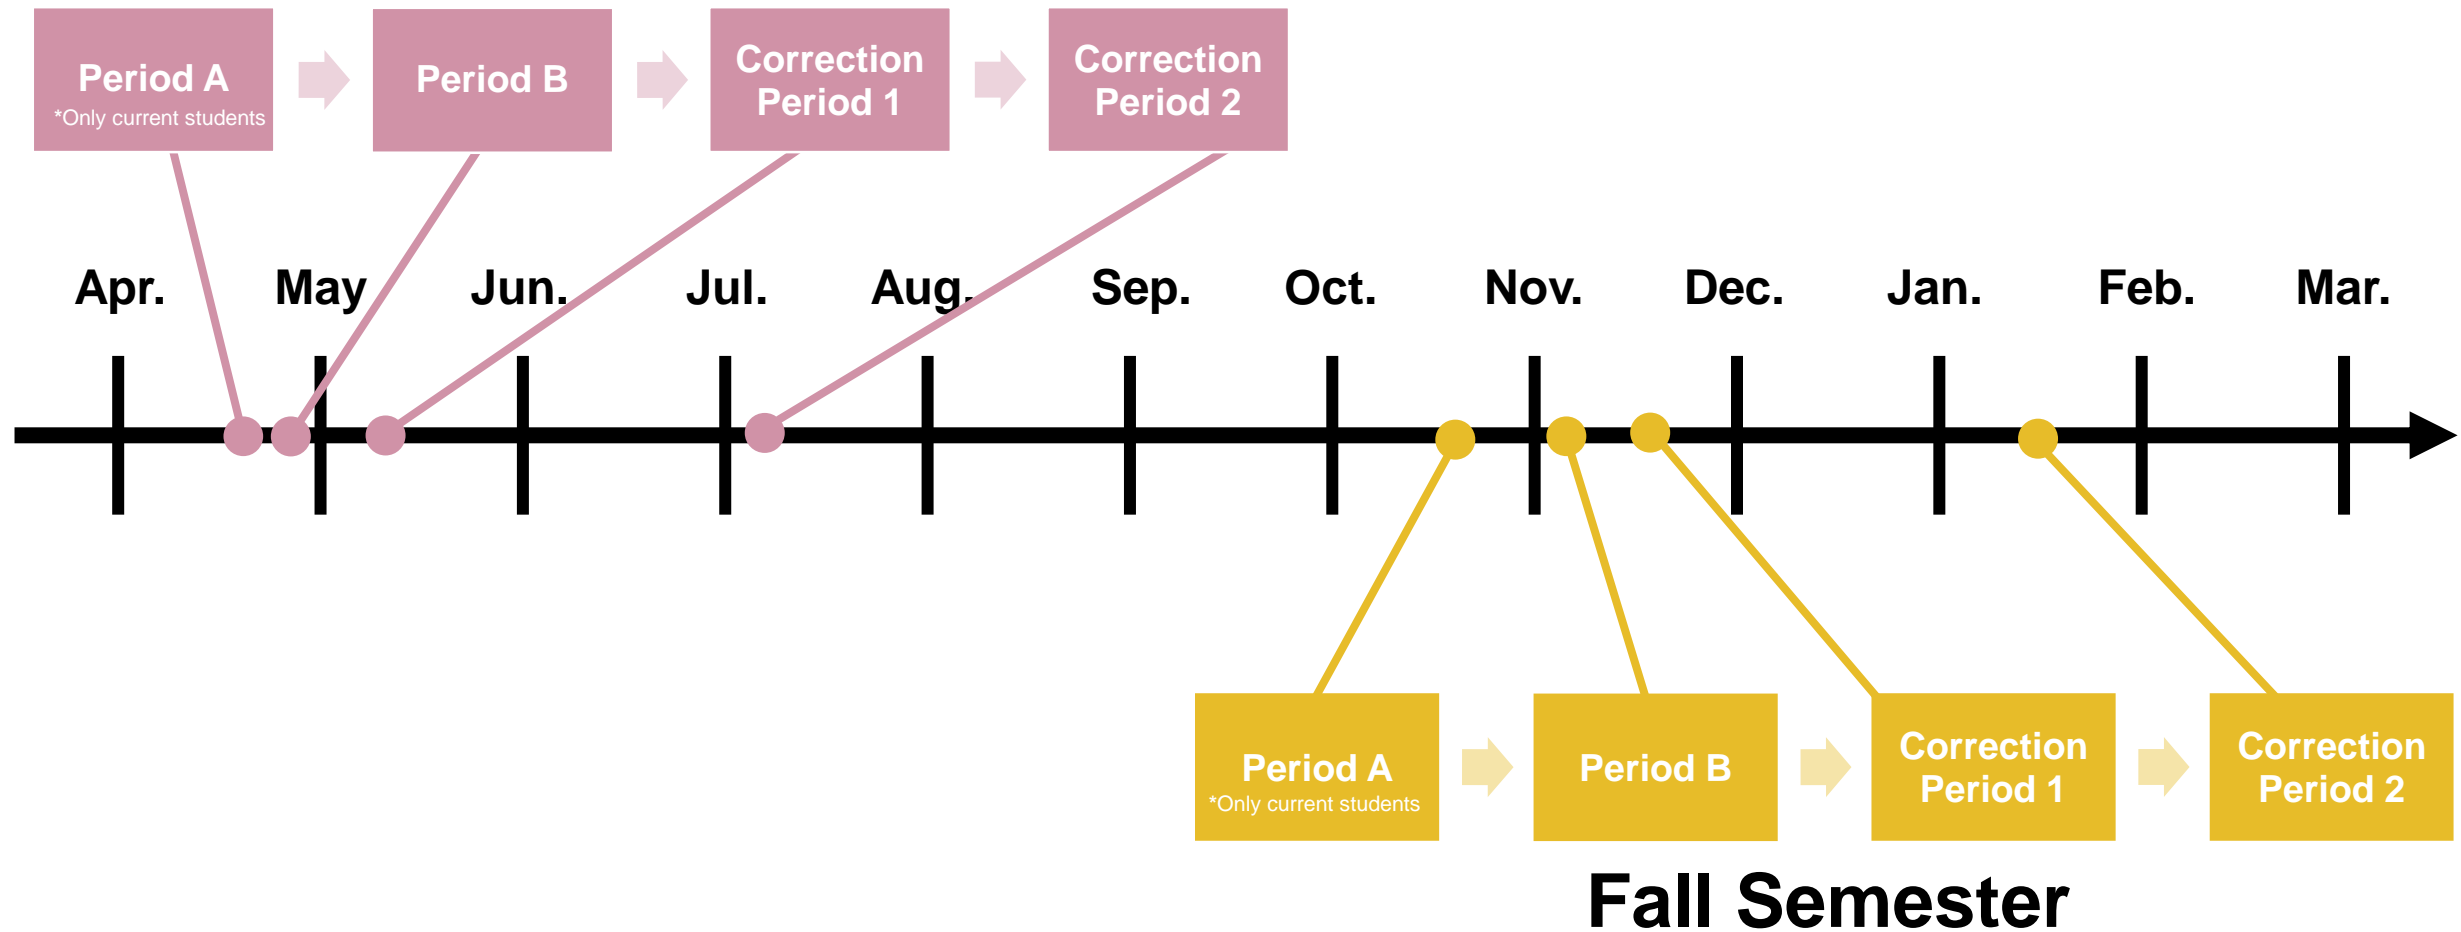 Period A
*Only current students
Period B
Correction
Period 1
Correction
Period 2
Apr. May Jun. Jul. Aug. Sep. Oct. Nov. Dec. Jan. Feb. Mar.
Period A
*Only current students
Period B
Correction
Period 1
Correction
Period 2
Fall Semester